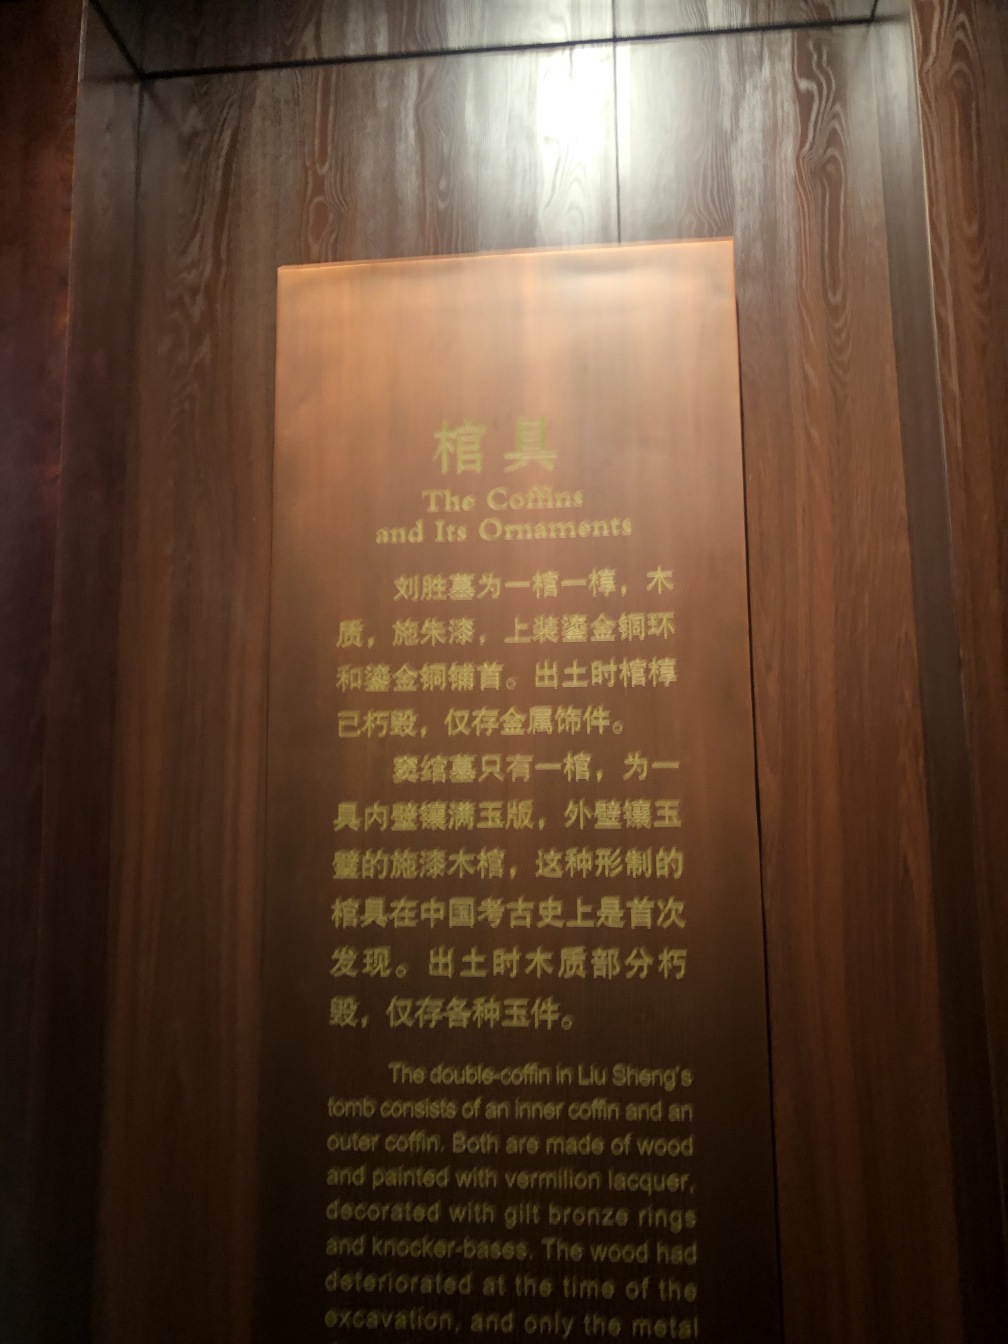 棺具
The Coffins
and Its Ornaments
刘胜墓为一棺一椁，木
质，施朱漆，上装鎏金铜环
和鎏金铜铺首。出土时棺椁
已朽毁，仅存金属饰件。
窦绾墓只有一棺，为一
具内壁镶满玉版，外壁镶玉
璧的施漆木棺，这种形制的
棺具在中国考古史上是首次
发现。出土时木质部分朽
毁，仅存各种玉件。
The double-coffin in Liu Sheng's
tomb consists of an inner coffin and an
outer coffin. Both are made of wood
and painted with vermilion lacquer,
decorated with gilt bronze rings
and knocker-bases. The wood had
deteriorated at the time of the
excavation, and only the metal